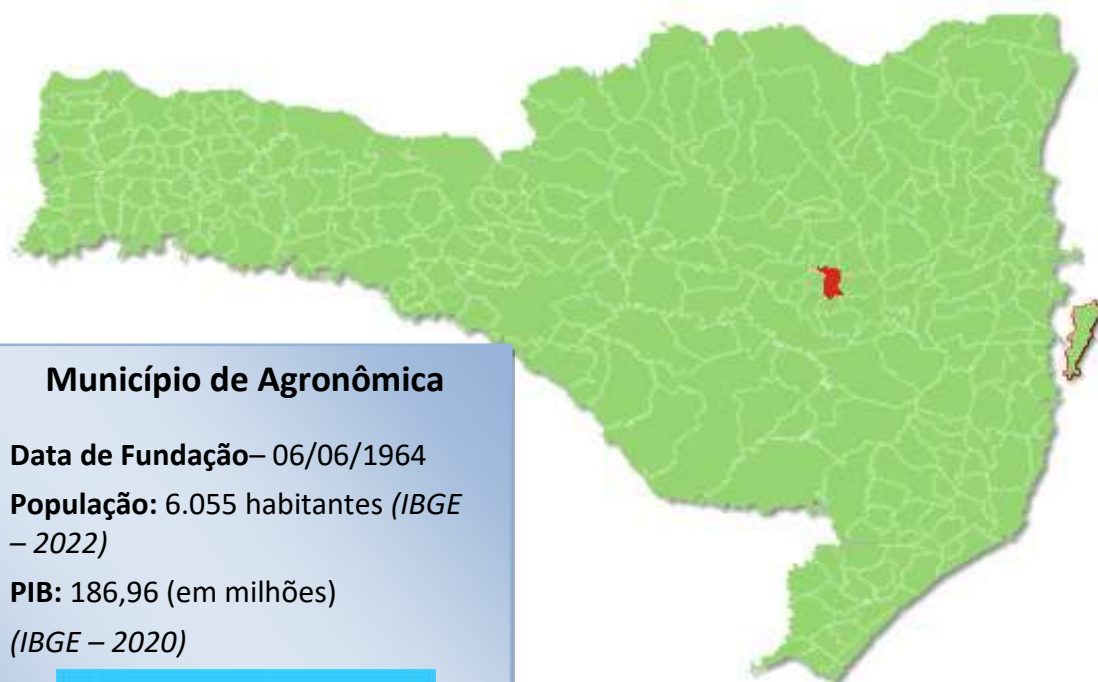 Município de Agronômica
Data de Fundação– 06/06/1964
População: 6.055 habitantes (IBGE
– 2022)
PIB: 186,96 (em milhões)
(IBGE – 2020)